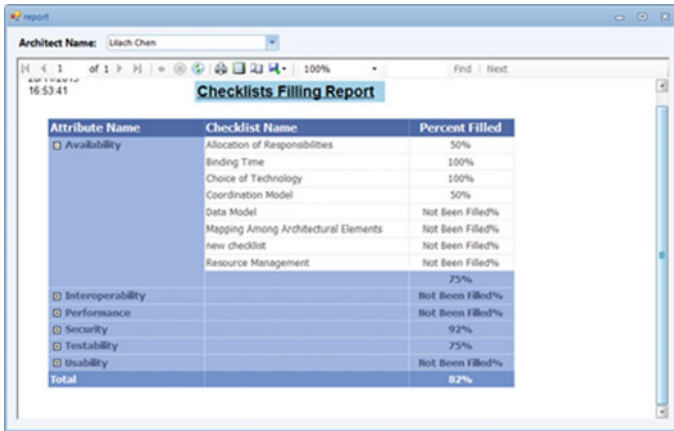 report
Architect Name: Lilach Chen
1 of 1 100% Find | Next
16:53:41
Checklists Filling Report
Attribute Name Checklist Name Percent Filled
Availability Allocation of Responsibilities 50%
Binding Time 100%
Choice of Technology 100%
Coordination Model 50%
Data Model Not Been Filled%
Mapping Among Architectural Elements Not Been Filled%
new checklist Not Been Filled%
Resource Management Not Been Filled%
75%
Interoperability Not Been Filled%
Performance Not Been Filled%
Security 92%
Testability 75%
Usability Not Been Filled%
Total 82%